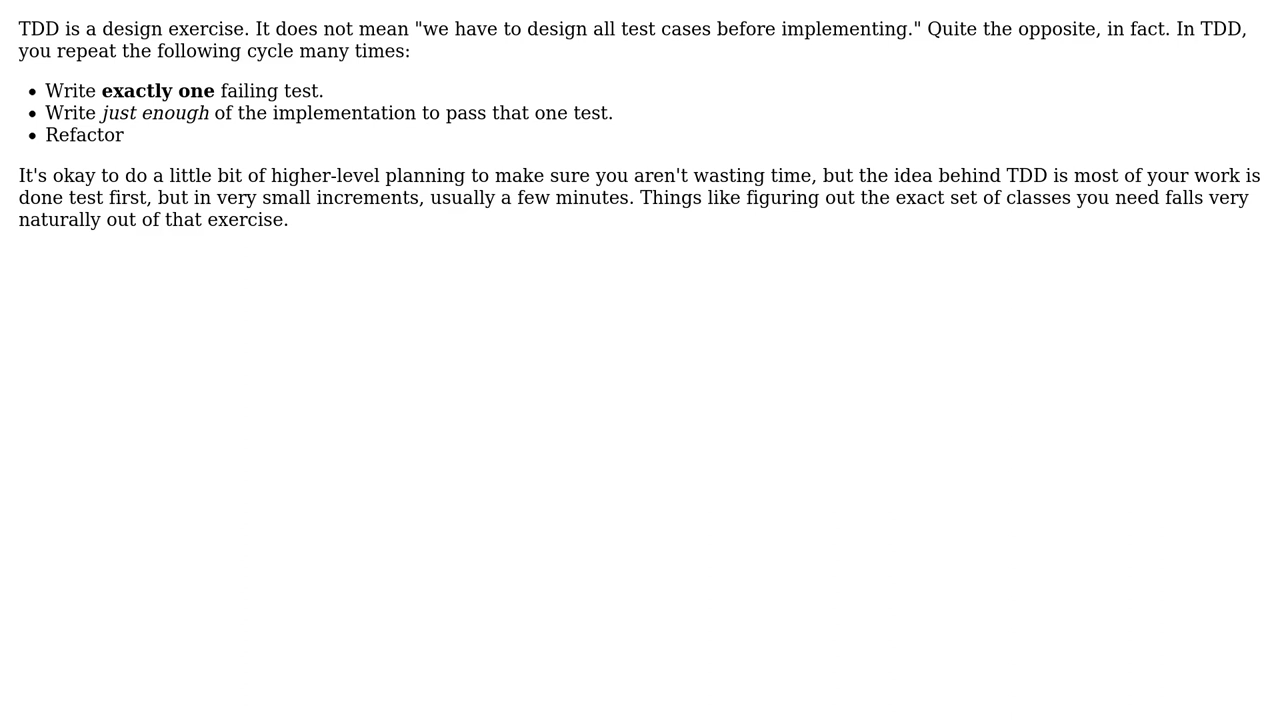 TDD is a design exercise. It does not mean "we have to design all test cases before implementing." Quite the opposite, in fact. In TDD,
you repeat the following cycle many times:
• Write exactly one failing test.
• Write just enough of the implementation to pass that one test.
• Refactor
It's okay to do a little bit of higher-level planning to make sure you aren't wasting time, but the idea behind TDD is most of your work is
done test first, but in very small increments, usually a few minutes. Things like figuring out the exact set of classes you need falls very
naturally out of that exercise.